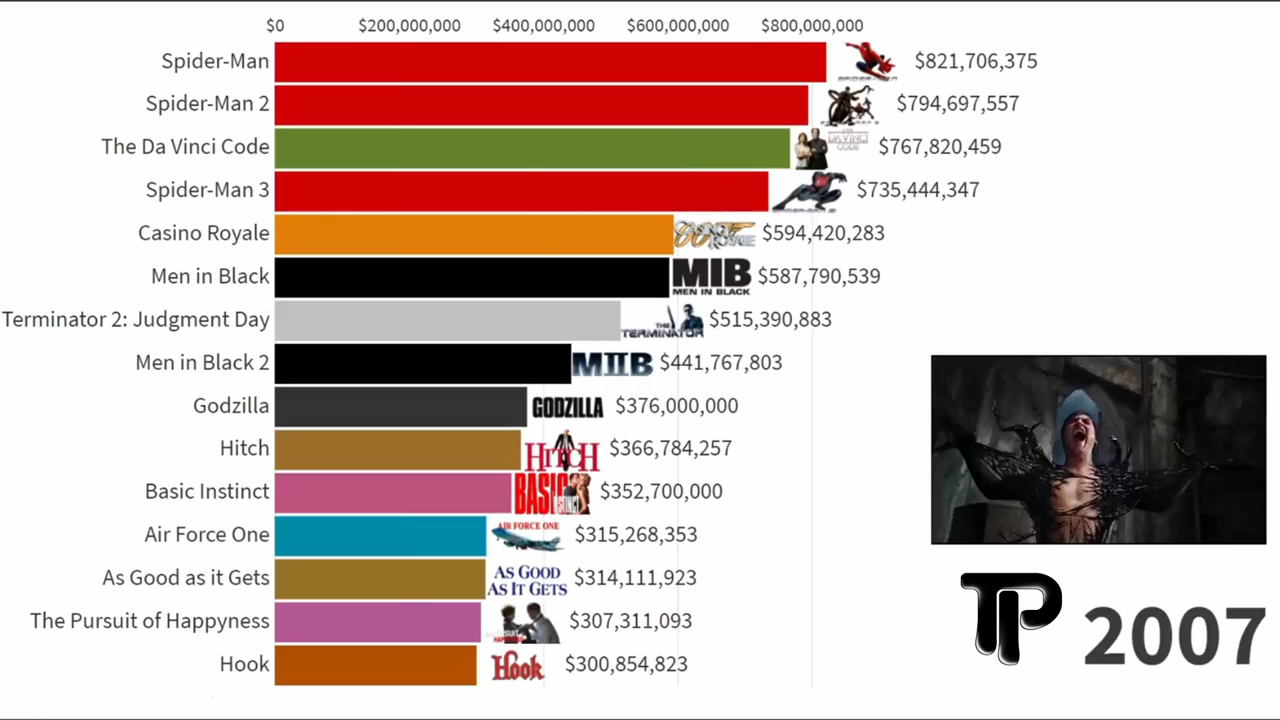 $0 $200,000,000 $400,000,000 $600,000,000 $800,000,000
Spider-Man $821,706,375
Spider-Man 2 $794,697,557
The Da Vinci Code DA VINCI CODE $767,820,459
Spider-Man 3 $735,444,347
Casino Royale CASINO ROYALE $594,420,283
Men in Black MIB MEN IN BLACK $587,790,539
Terminator 2: Judgment Day THE TERMINATOR $515,390,883
Men in Black 2 MIIB $441,767,803
Godzilla GODZILLA $376,000,000
Hitch HITCH $366,784,257
Basic Instinct BASIC INSTINCT $352,700,000
Air Force One AIR FORCE ONE $315,268,353
As Good as it Gets AS GOOD AS IT GETS $314,111,923
The Pursuit of Happyness $307,311,093
Hook Hook $300,854,823
TP 2007